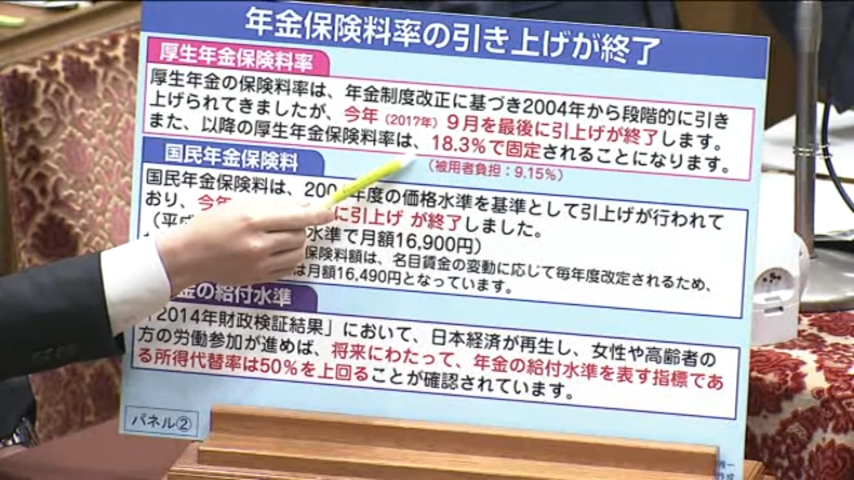 年金保険料率の引き上げが終了
厚生年金保険料率
厚生年金の保険料率は、年金制度改正に基づき2004年から段階的に引き
上げられてきましたが、今年(2017年)9月を最後に引上げが終了します。
また、以降の厚生年金保険料率は、18.3%で固定されることになります。
(被用者負担:9.15%)
国民年金保険料
国民年金保険料は、200 年度の価格水準を基準として引上げが行われて
おり、今年 に引上げ が終了しました。
(平成 水準で月額16,900円)
保険料額は、名目賃金の変動に応じて毎年度改定されるため、
は月額16,490円となっています。
金の給付水準
「2014年財政検証結果」において、日本経済が再生し、女性や高齢者の
方の労働参加が進めば、将来にわたって、年金の給付水準を表す指標であ
る所得代替率は50%を上回ることが確認されています。
パネル②